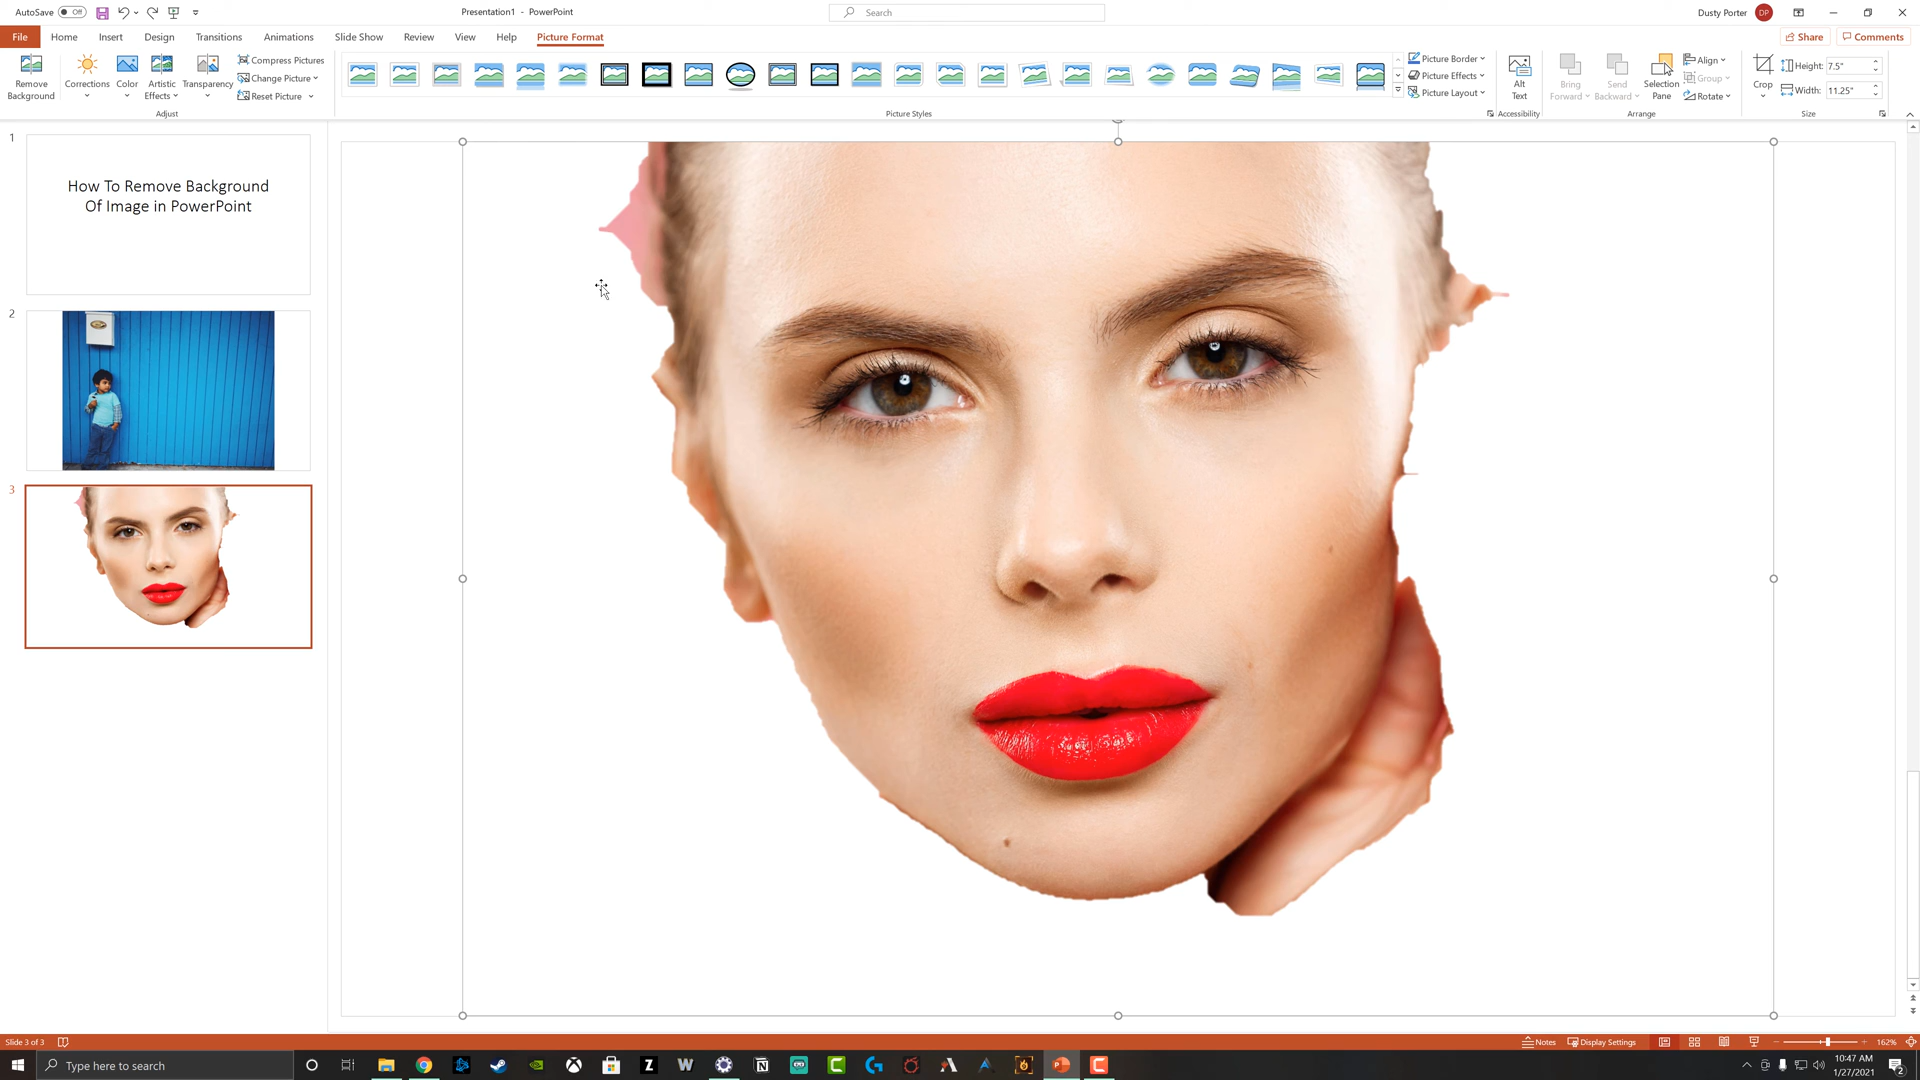 AutoSave Off
Presentation1 - PowerPoint
Search
Dusty Porter DP
File Home Insert Design Transitions Animations Slide Show Review View Help Picture Format
Share Comments
Remove Background
Corrections
Color
Artistic Effects
Transparency
Compress Pictures
Change Picture
Reset Picture
Adjust
Picture Styles
Picture Border
Picture Effects
Picture Layout
Alt Text
Accessibility
Bring Forward
Send Backward
Selection Pane
Align
Group
Rotate
Arrange
Crop
Height: 7.5"
Width: 11.25"
Size
1
How To Remove Background
Of Image in PowerPoint
2
3
Slide 3 of 3
Notes
Display Settings
162%
Type here to search
10:47 AM
1/27/2021
2